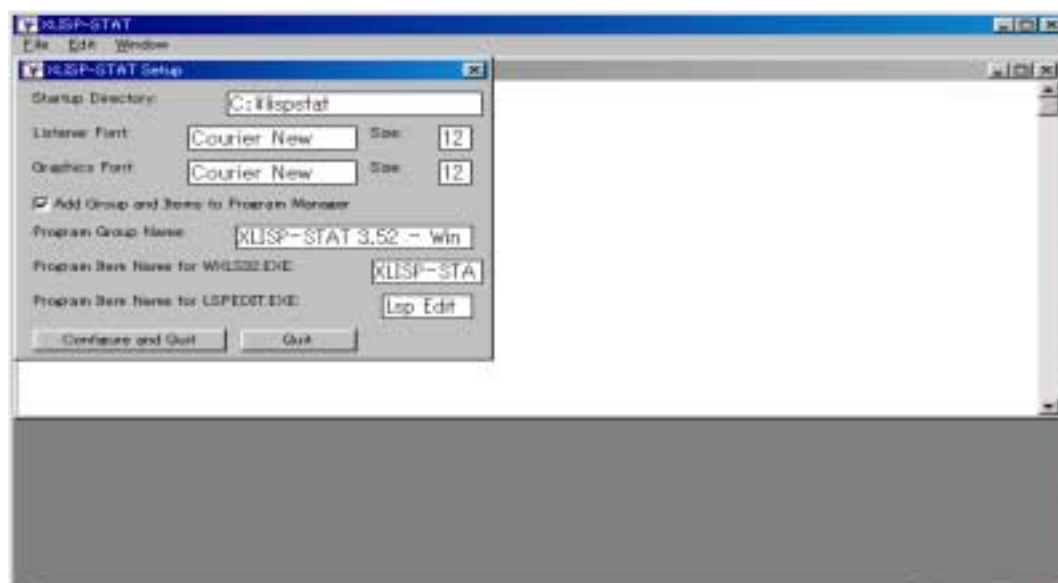 XLISP-STAT
File Edit Window
XLISP-STAT Setup
Startup Directory: C:¥lispstat
Listener Font: Courier New Size: 12
Graphics Font: Courier New Size: 12
Add Group and Items to Program Manager
Program Group Name: XLISP-STAT 3.52 - Win
Program Item Name for WXLS32.EXE: XLISP-STA
Program Item Name for LSPEDIT.EXE: Lsp Edit
Configure and Quit Quit